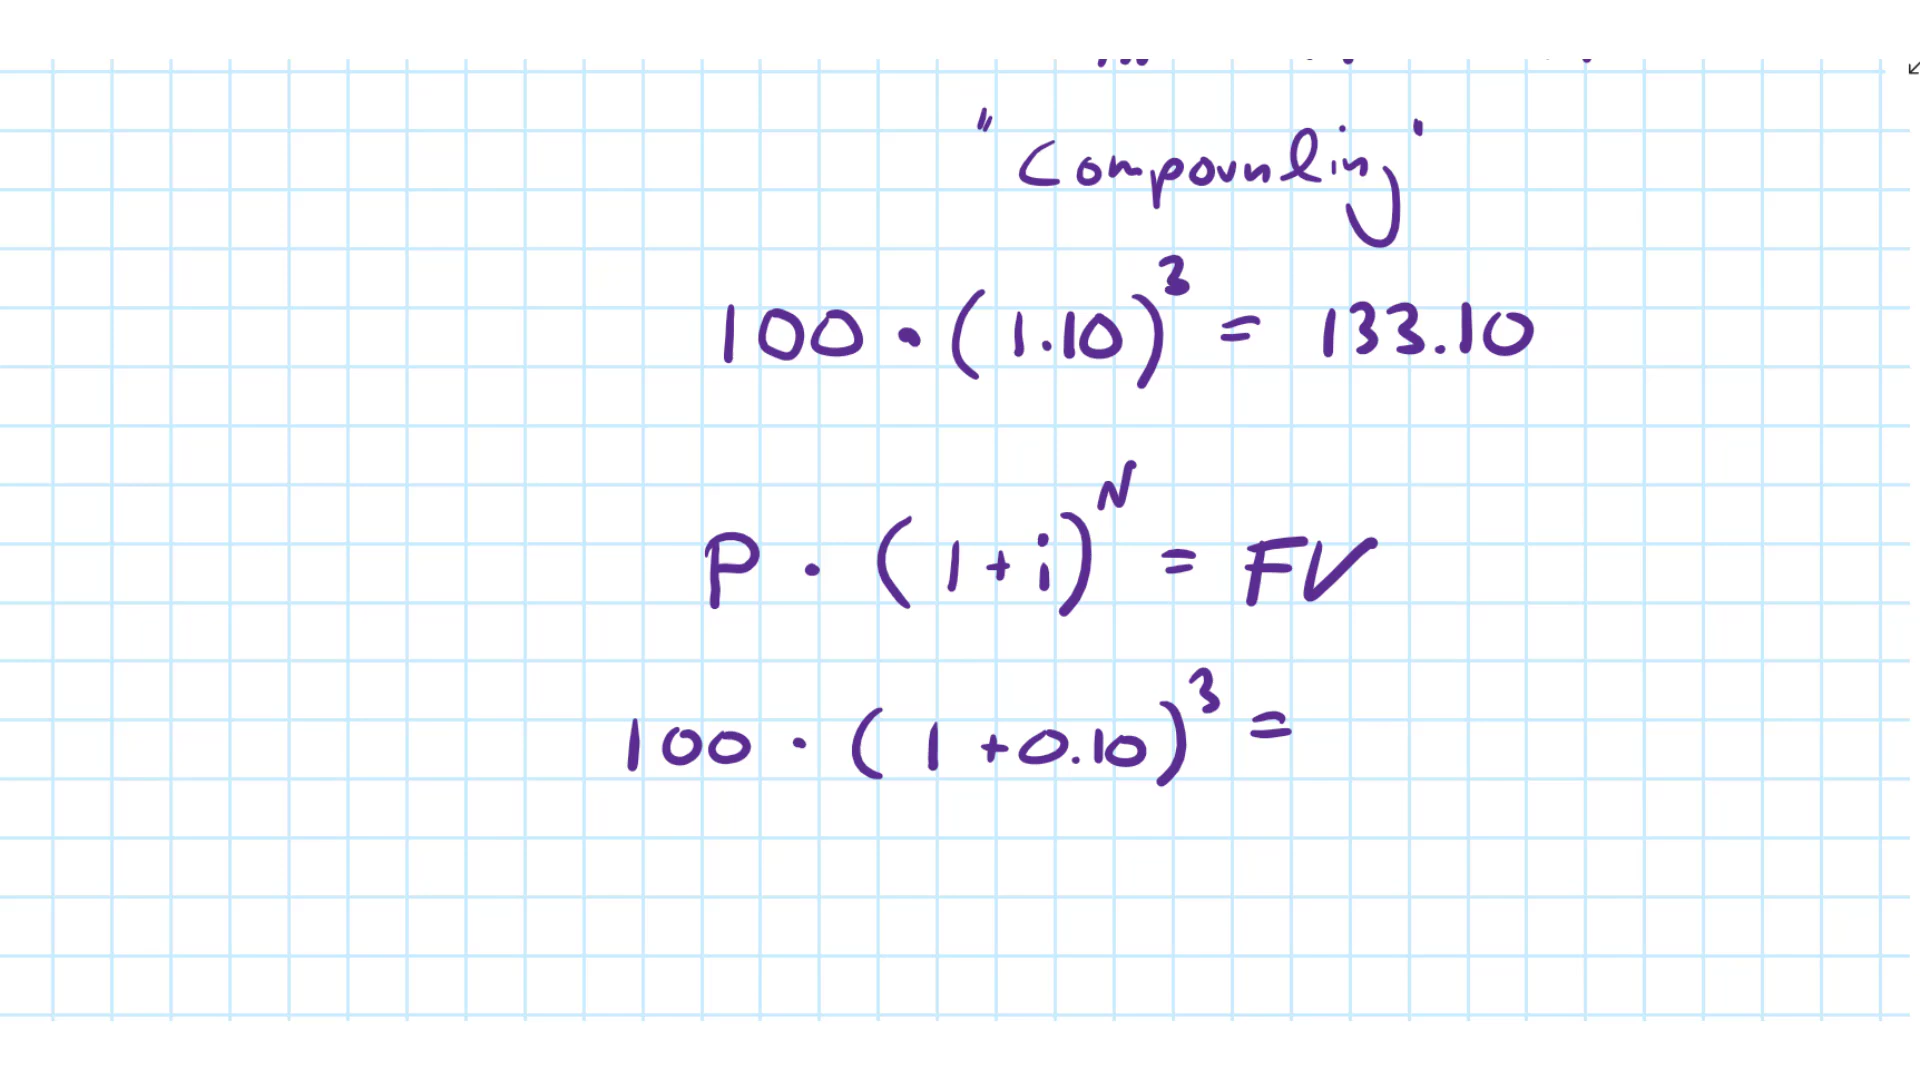 "Compounding"
100 · (1.10)³ = 133.10
P · (1+i)ᴺ = FV
100 · (1+0.10)³ =